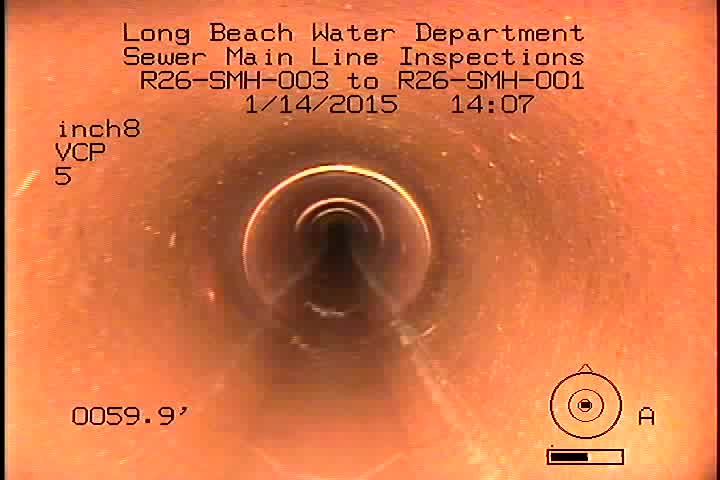 Long Beach Water Department
Sewer Main Line Inspections
R26-SMH-003 to R26-SMH-001
1/14/2015 14:07
inch8
VCP
5
0059.9'
A